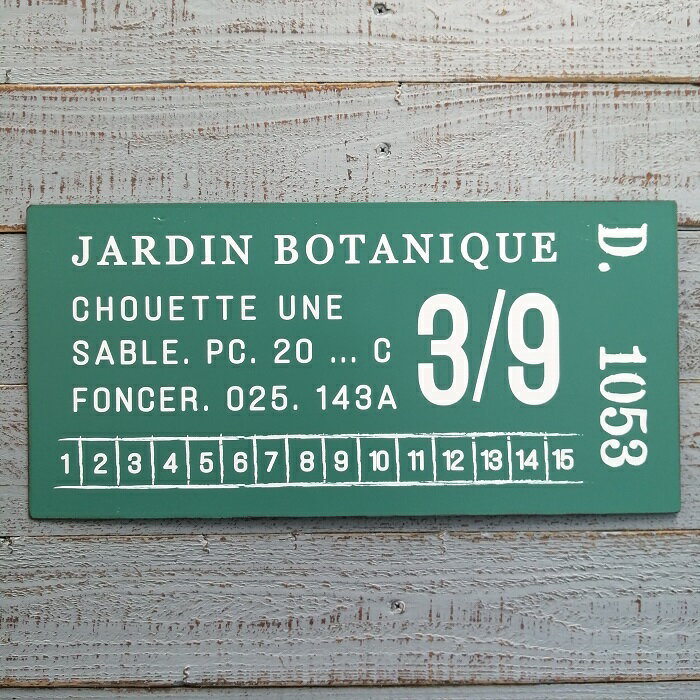 JARDIN BOTANIQUE
CHOUETTE UNE
SABLE. PC. 20 ... C
FONCER. 025. 143A
3/9
1 2 3 4 5 6 7 8 9 10 11 12 13 14 15
D. 1053